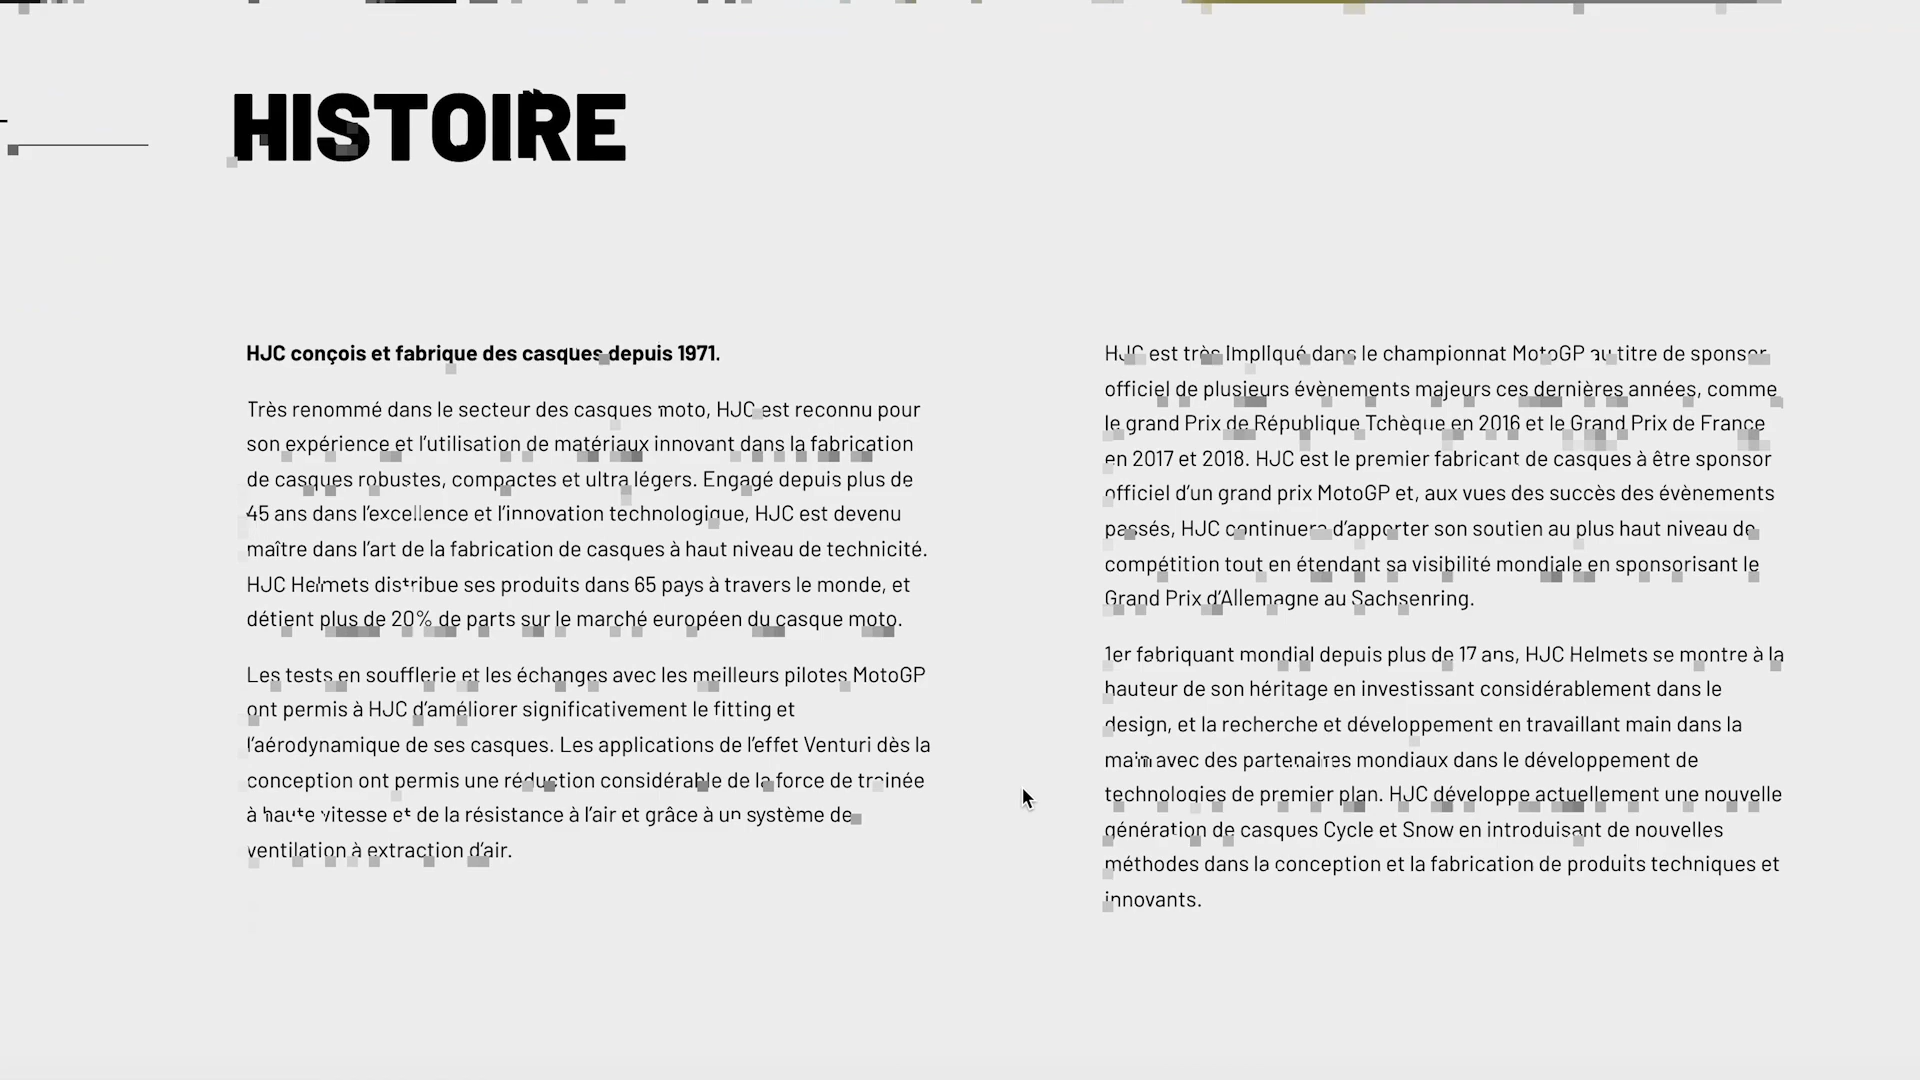 HISTOIRE
HJC conçois et fabrique des casques depuis 1971.
Très renommé dans le secteur des casques moto, HJC est reconnu pour
son expérience et l'utilisation de matériaux innovant dans la fabrication
de casques robustes, compactes et ultra légers. Engagé depuis plus de
45 ans dans l'excellence et l'innovation technologique, HJC est devenu
maître dans l'art de la fabrication de casques à haut niveau de technicité.
HJC Helmets distribue ses produits dans 65 pays à travers le monde, et
détient plus de 20% de parts sur le marché européen du casque moto.
Les tests en soufflerie et les échanges avec les meilleurs pilotes MotoGP
ont permis à HJC d'améliorer significativement le fitting et
l'aérodynamique de ses casques. Les applications de l'effet Venturi dès la
conception ont permis une réduction considérable de la force de trainée
à haute vitesse et de la résistance à l'air et grâce à un système de
ventilation à extraction d'air.
HJC est très Impliqué dans le championnat MotoGP au titre de sponsor
officiel de plusieurs évènements majeurs ces dernières années, comme
le grand Prix de République Tchèque en 2016 et le Grand Prix de France
en 2017 et 2018. HJC est le premier fabricant de casques à être sponsor
officiel d'un grand prix MotoGP et, aux vues des succès des évènements
passés, HJC continuera d'apporter son soutien au plus haut niveau de
compétition tout en étendant sa visibilité mondiale en sponsorisant le
Grand Prix d'Allemagne au Sachsenring.
1er fabriquant mondial depuis plus de 17 ans, HJC Helmets se montre à la
hauteur de son héritage en investissant considérablement dans le
design, et la recherche et développement en travaillant main dans la
main avec des partenaires mondiaux dans le développement de
technologies de premier plan. HJC développe actuellement une nouvelle
génération de casques Cycle et Snow en introduisant de nouvelles
méthodes dans la conception et la fabrication de produits techniques et
innovants.